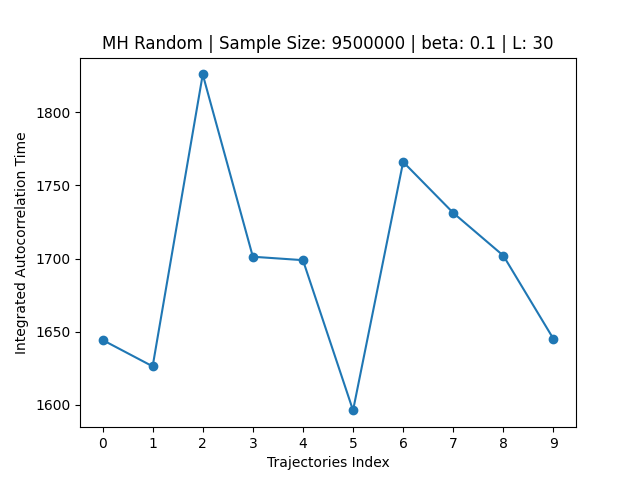 MH Random | Sample Size: 9500000 | beta: 0.1 | L: 30
Integrated Autocorrelation Time
1800
1750
1700
1650
1600
0 1 2 3 4 5 6 7 8 9
Trajectories Index